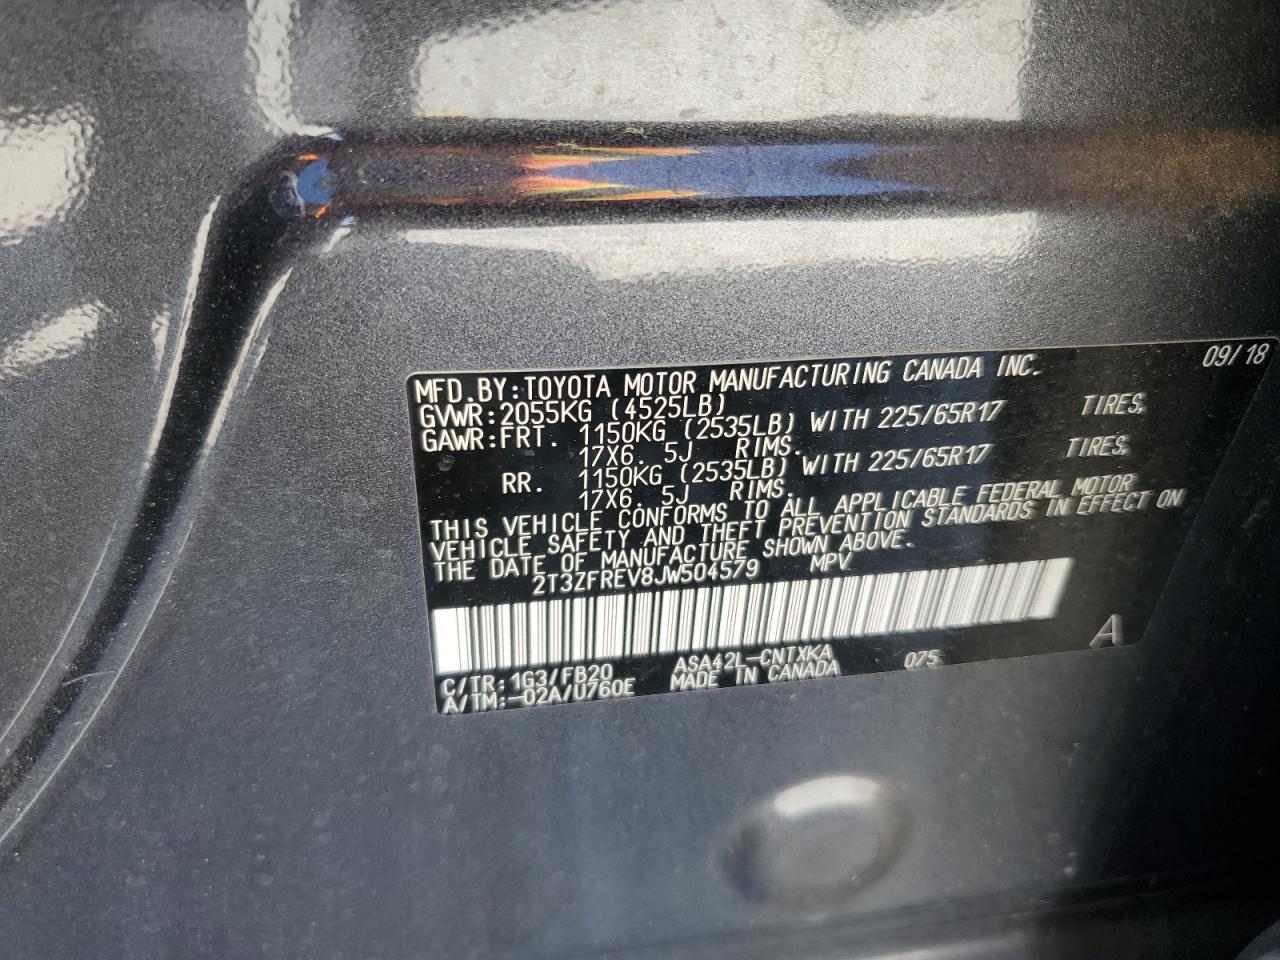 09/18
MFD.BY:TOYOTA MOTOR MANUFACTURING CANADA INC.
GVWR:2055KG (4525LB)
GAWR:FRT. 1150KG (2535LB) WITH 225/65R17 TIRES,
17X6.5J RIMS.
RR. 1150KG (2535LB) WITH 225/65R17 TIRES,
17X6.5J RIMS.
THIS VEHICLE CONFORMS TO ALL APPLICABLE FEDERAL MOTOR
VEHICLE SAFETY AND THEFT PREVENTION STANDARDS IN EFFECT ON
THE DATE OF MANUFACTURE SHOWN ABOVE.
2T3ZFREV8JW504579 MPV
A
C/TR:1G3/FB20 ASA42L-CNTXKA 075
A/TM:-02A/U760E MADE IN CANADA